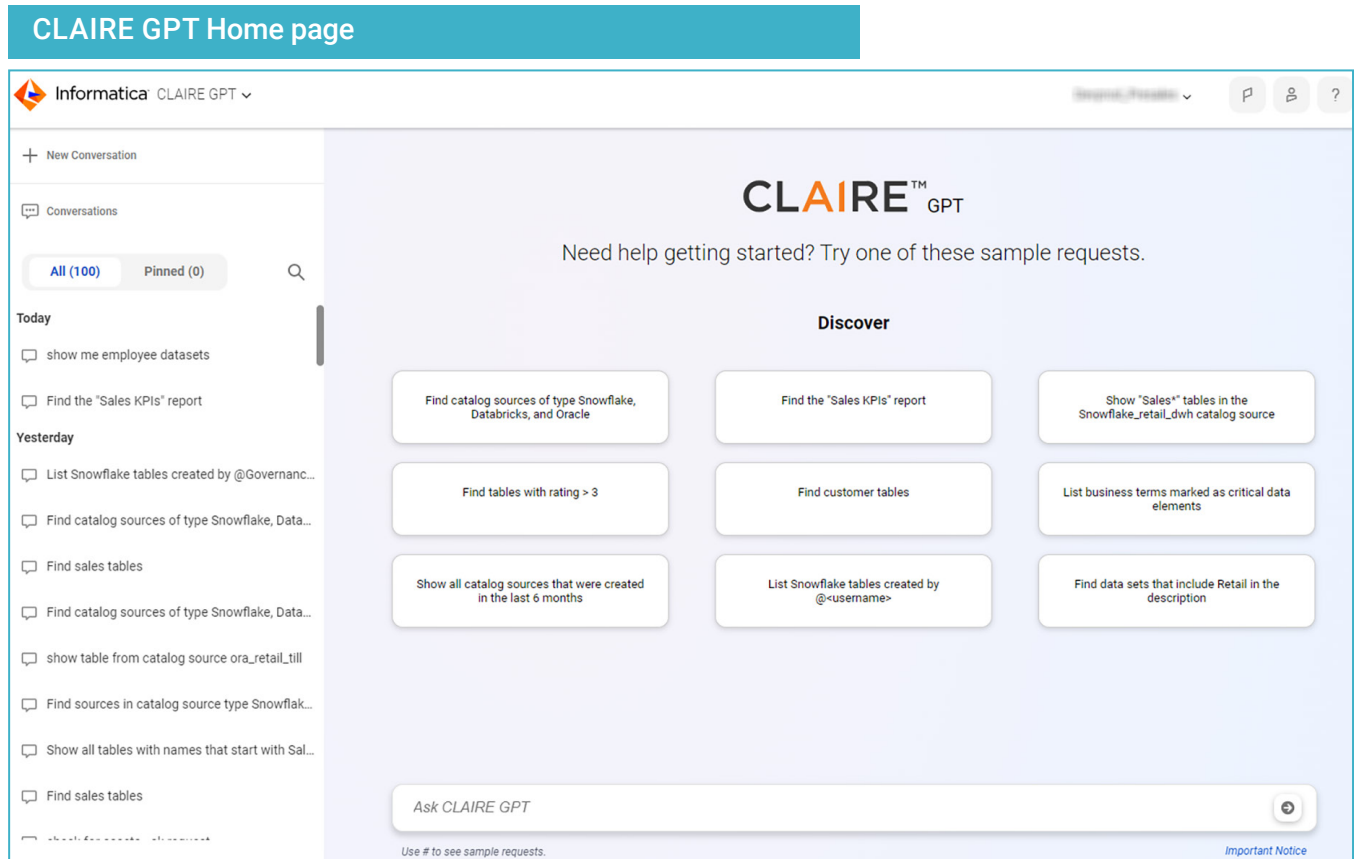 CLAIRE GPT Home page
Informatica CLAIRE GPT
?
New Conversation
Conversations
All (100)
Pinned (0)
Today
show me employee datasets
Find the "Sales KPIs" report
Yesterday
List Snowflake tables created by @Governanc...
Find catalog sources of type Snowflake, Data...
Find sales tables
Find catalog sources of type Snowflake, Data...
show table from catalog source ora_retail_till
Find sources in catalog source type Snowflak...
Show all tables with names that start with Sal...
Find sales tables
CLAIRE™ GPT
Need help getting started? Try one of these sample requests.
Discover
Find catalog sources of type Snowflake,
Databricks, and Oracle
Find the "Sales KPIs" report
Show "Sales*" tables in the
Snowflake_retail_dwh catalog source
Find tables with rating > 3
Find customer tables
List business terms marked as critical data
elements
Show all catalog sources that were created
in the last 6 months
List Snowflake tables created by
@<username>
Find data sets that include Retail in the
description
Ask CLAIRE GPT
Use # to see sample requests.
Important Notice